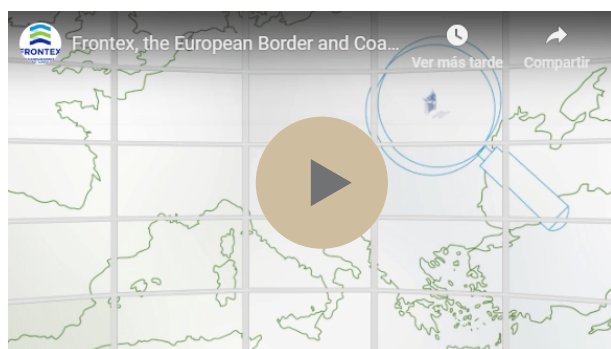 Frontex, the European Border and Coa...
Ver más tarde
Compartir
FRONTEX